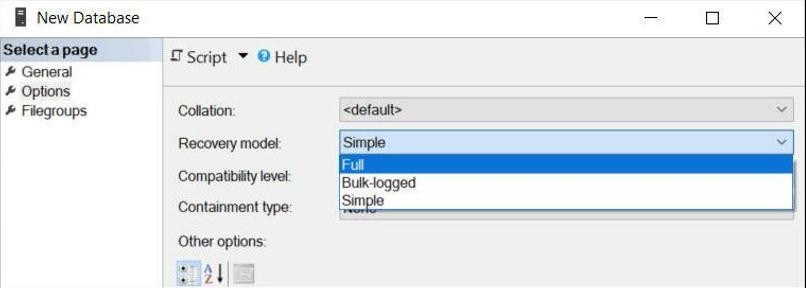 New Database
Select a page
General
Options
Filegroups
Script
Help
Collation: <default>
Recovery model: Simple
Full
Compatibility level: Bulk-logged
Simple
Containment type: None
Other options:
A
Z